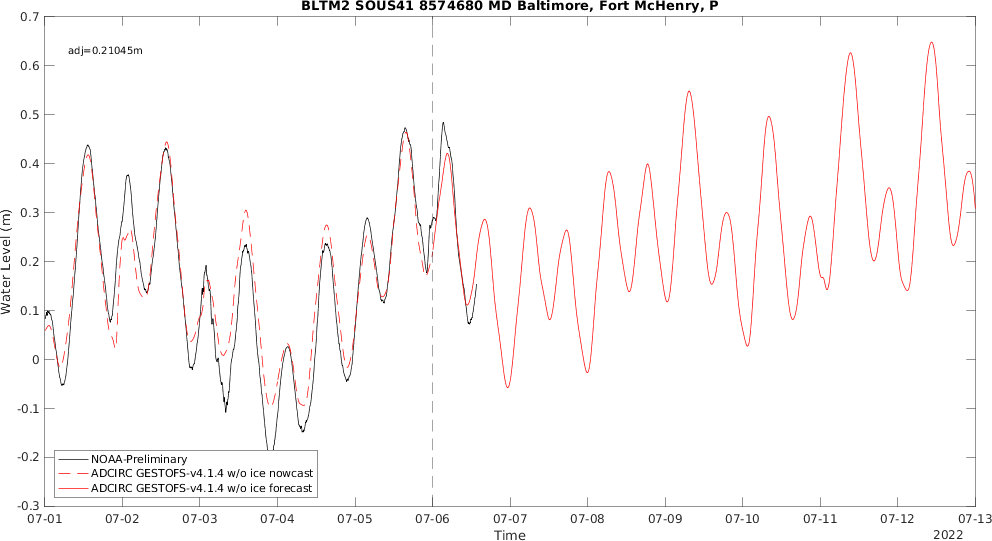 BLTM2 SOUS41 8574680 MD Baltimore, Fort McHenry, P
adj=0.21045m
0.7
0.6
0.5
0.4
0.3
0.2
0.1
0
-0.1
-0.2
-0.3
Water Level (m)
NOAA-Preliminary
ADCIRC GESTOFS-v4.1.4 w/o ice nowcast
ADCIRC GESTOFS-v4.1.4 w/o ice forecast
07-01 07-02 07-03 07-04 07-05 07-06 07-07 07-08 07-09 07-10 07-11 07-12 07-13
Time
2022